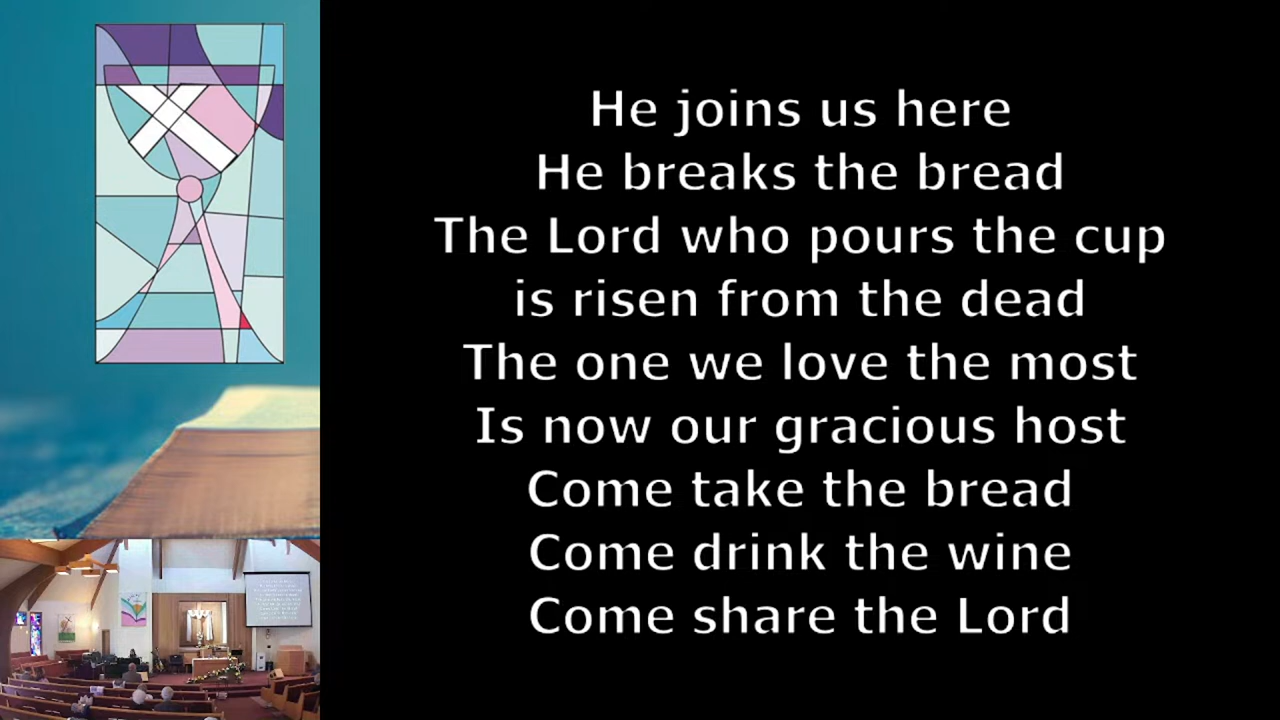 He joins us here
He breaks the bread
The Lord who pours the cup
is risen from the dead
The one we love the most
Is now our gracious host
Come take the bread
Come drink the wine
Come share the Lord